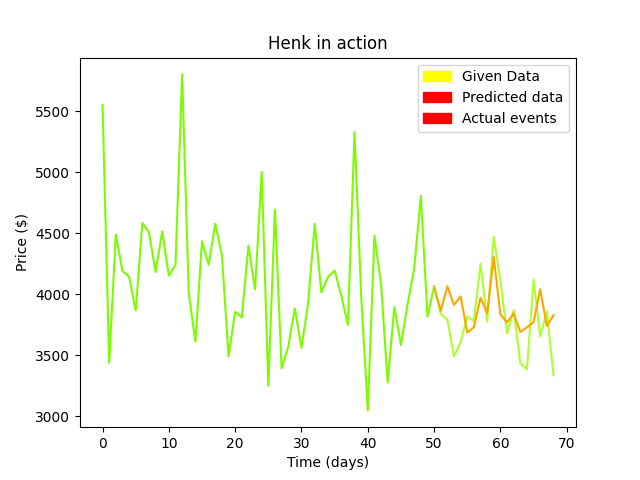 Henk in action
Given Data
Predicted data
Actual events
Price ($)
5500
5000
4500
4000
3500
3000
0 10 20 30 40 50 60 70
Time (days)